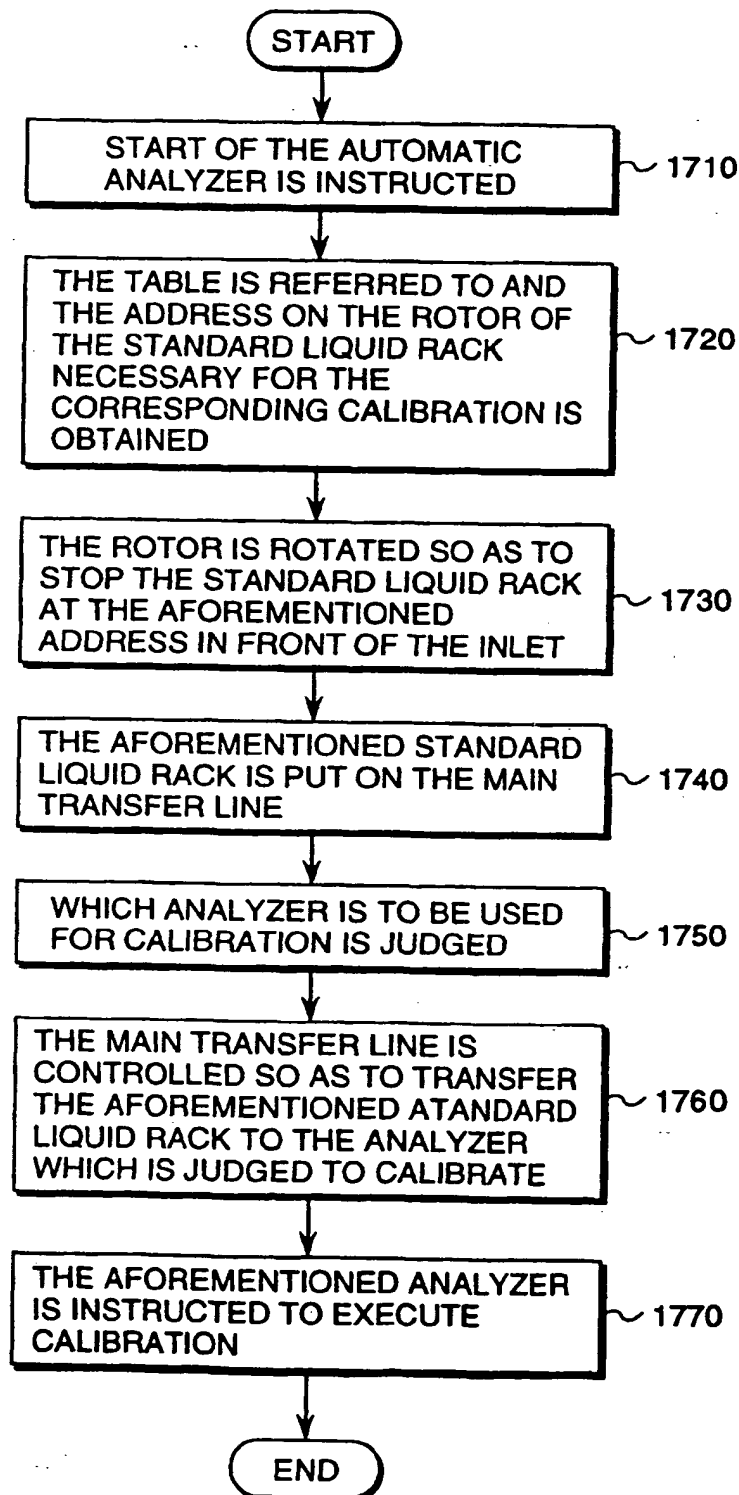 START
START OF THE AUTOMATIC
ANALYZER IS INSTRUCTED
1710
THE TABLE IS REFERRED TO AND
THE ADDRESS ON THE ROTOR OF
THE STANDARD LIQUID RACK
NECESSARY FOR THE
CORRESPONDING CALIBRATION IS
OBTAINED
1720
THE ROTOR IS ROTATED SO AS TO
STOP THE STANDARD LIQUID RACK
AT THE AFOREMENTIONED
ADDRESS IN FRONT OF THE INLET
1730
THE AFOREMENTIONED STANDARD
LIQUID RACK IS PUT ON THE MAIN
TRANSFER LINE
1740
WHICH ANALYZER IS TO BE USED
FOR CALIBRATION IS JUDGED
1750
THE MAIN TRANSFER LINE IS
CONTROLLED SO AS TO TRANSFER
THE AFOREMENTIONED ATANDARD
LIQUID RACK TO THE ANALYZER
WHICH IS JUDGED TO CALIBRATE
1760
THE AFOREMENTIONED ANALYZER
IS INSTRUCTED TO EXECUTE
CALIBRATION
1770
END